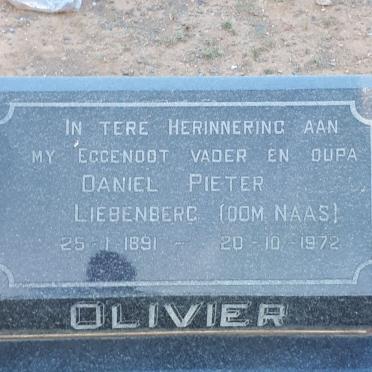 IN TERE HERINNERING AAN
MY EGGENOOT VADER EN OUPA
DANIEL PIETER
LIEBENBERG (OOM NAAS)
25-1-1891 - 20-10-1972
OLIVIER